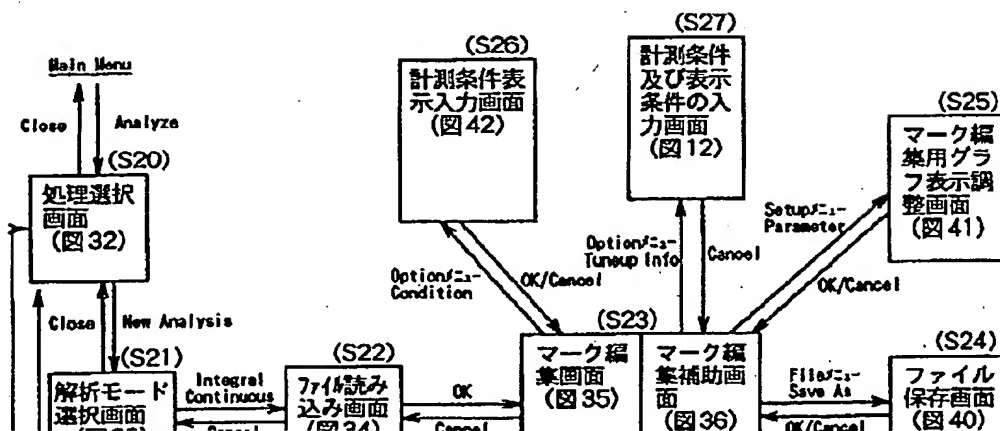 (S26)
計測条件表
示入力画面
(図42)
(S27)
計測条件
及び表示
条件の入
力画面
(図12)
(S25)
マーク編
集用グラ
フ表示調
整画面
(図41)
Main Menu
Close
Analyze
(S20)
処理選択
画面
(図32)
Close
New Analysis
(S21)
解析モード
選択画面
Integral
Continuous
Cancel
(S22)
ファイル読み
込み画面
(図34)
OK
Cancel
Optionメニュー
Condition
OK/Cancel
(S23)
マーク編
集画面
(図35)
マーク編
集補助画
面
(図36)
Optionメニュー
Tuneup Info
Cancel
Setupメニュー
Parameter
OK/Cancel
Fileメニュー
Save As
OK/Cancel
(S24)
ファイル
保存画面
(図40)